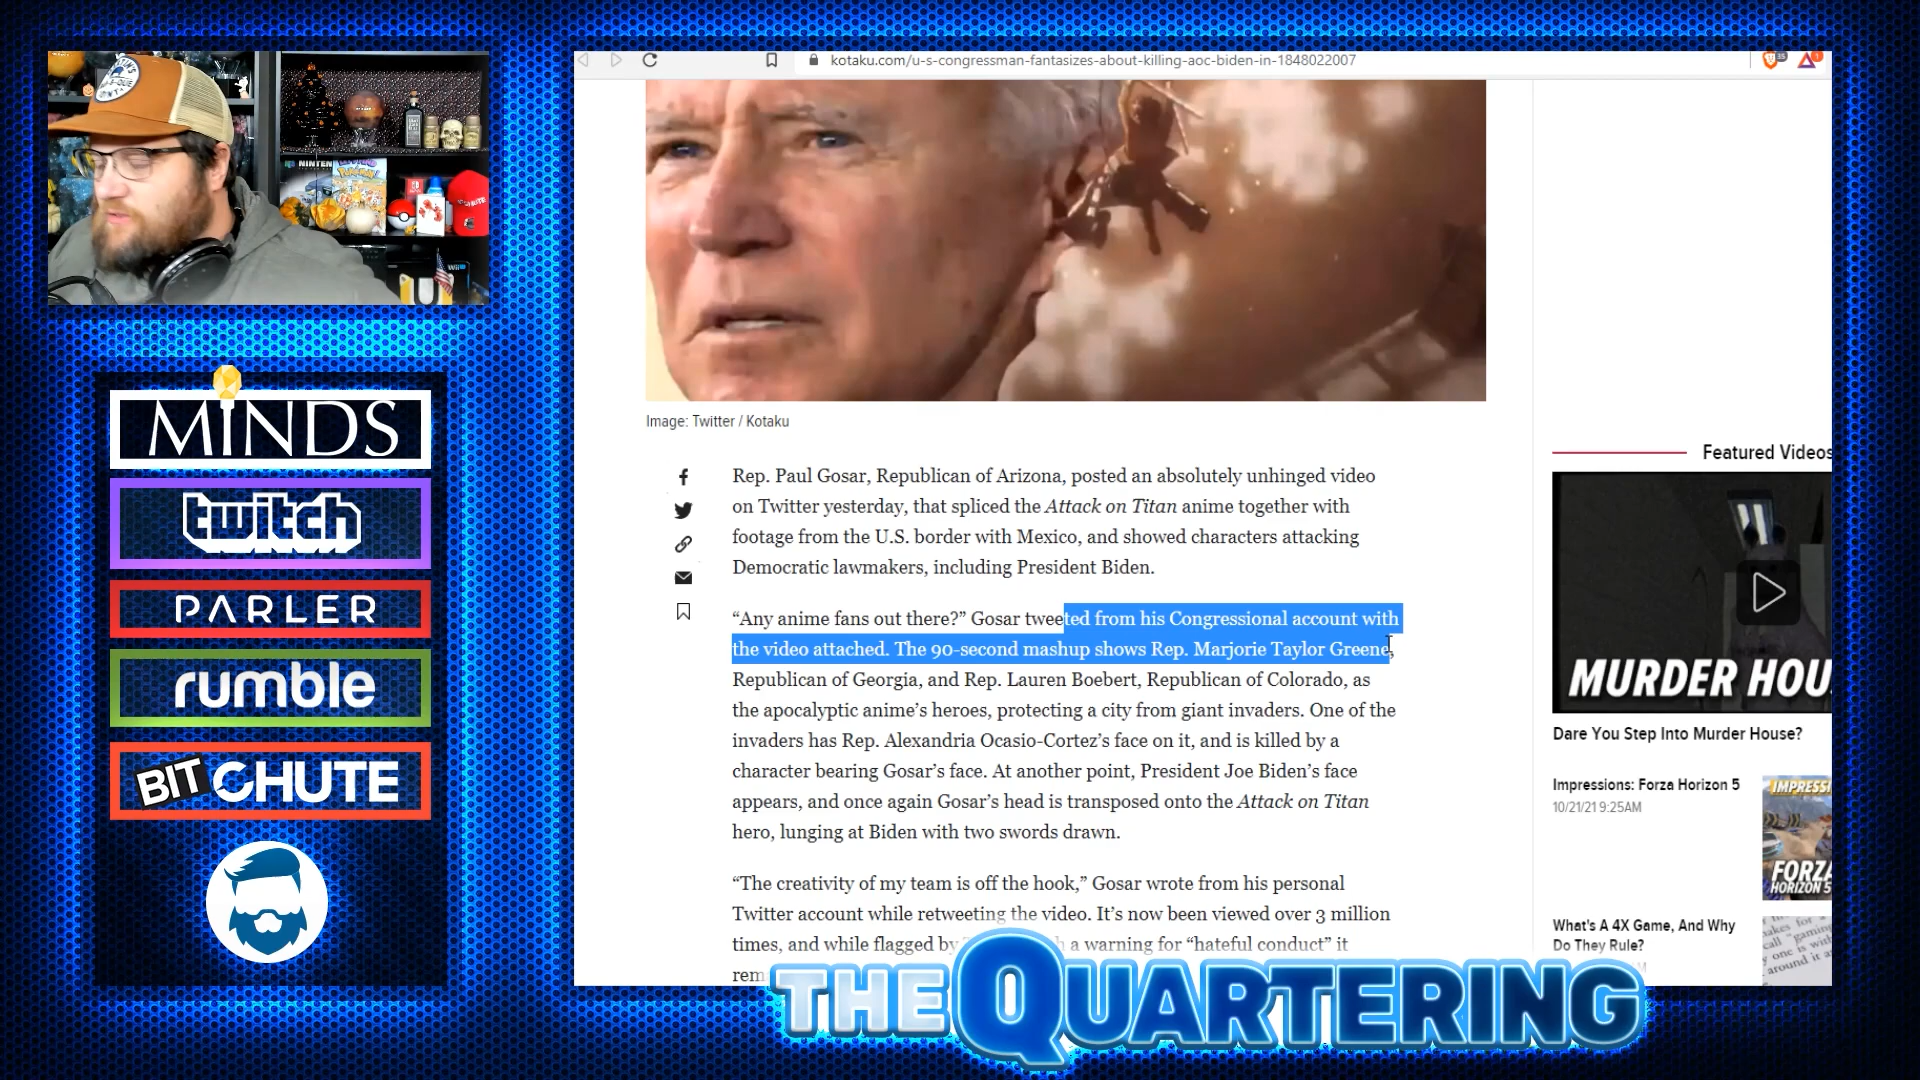 kotaku.com/u-s-congressman-fantasizes-about-killing-aoc-biden-in-1848022007
Image: Twitter / Kotaku
Rep. Paul Gosar, Republican of Arizona, posted an absolutely unhinged video
on Twitter yesterday, that spliced the Attack on Titan anime together with
footage from the U.S. border with Mexico, and showed characters attacking
Democratic lawmakers, including President Biden.
“Any anime fans out there?” Gosar tweeted from his Congressional account with
the video attached. The 90-second mashup shows Rep. Marjorie Taylor Greene,
Republican of Georgia, and Rep. Lauren Boebert, Republican of Colorado, as
the apocalyptic anime’s heroes, protecting a city from giant invaders. One of the
invaders has Rep. Alexandria Ocasio-Cortez’s face on it, and is killed by a
character bearing Gosar’s face. At another point, President Joe Biden’s face
appears, and once again Gosar’s head is transposed onto the Attack on Titan
hero, lunging at Biden with two swords drawn.
“The creativity of my team is off the hook,” Gosar wrote from his personal
Twitter account while retweeting the video. It’s now been viewed over 3 million
times, and while flagged by a warning for “hateful conduct” it
rem
Featured Videos
MURDER HOU
Dare You Step Into Murder House?
Impressions: Forza Horizon 5
10/21/21 9:25AM
IMPRESSI
FORZA
HORIZON 5
What's A 4X Game, And Why
Do They Rule?
MINDS
twitch
PARLER
rumble
BITCHUTE
THE QUARTERING